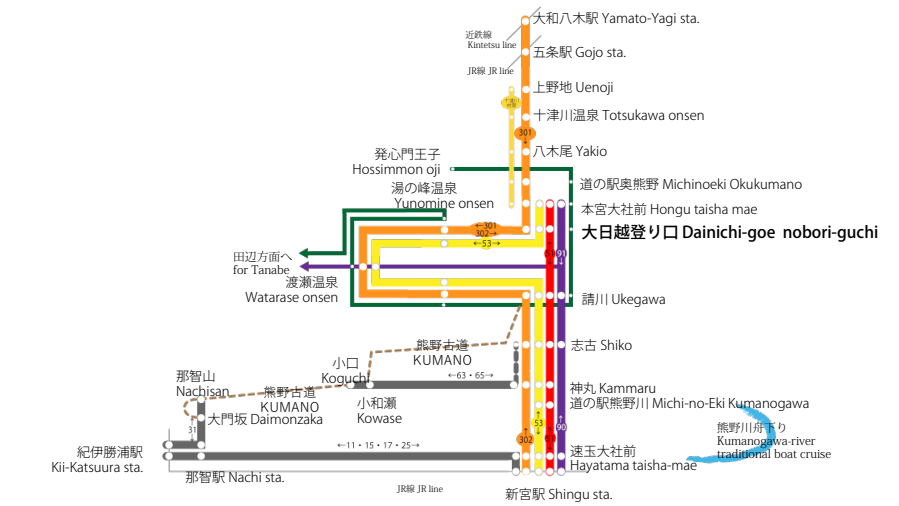 大和八木駅 Yamato-Yagi sta.
近鉄線
Kintetsu line
五条駅 Gojo sta.
JR線 JR line
上野地 Uenoji
十津川温泉 Totsukawa onsen
301
↓
八木尾 Yakio
発心門王子
Hossimmon oji
道の駅奥熊野 Michinoeki Okukumano
湯の峰温泉
Yunomine onsen
本宮大社前 Hongu taisha mae
←301
302→
大日越登り口 Dainichi-goe nobori-guchi
←53→
91
田辺方面へ
for Tanabe
渡瀬温泉
Watarase onsen
請川 Ukegawa
熊野古道
KUMANO
志古 Shiko
小口
Koguchi
←63・65→
那智山
Nachisan
熊野古道
KUMANO
小和瀬
Kowase
神丸 Kammaru
道の駅熊野川 Michi-no-Eki Kumanogawa
大門坂 Daimonzaka
31
53
90
熊野川舟下り
Kumanogawa-river
traditional boat cruise
紀伊勝浦駅
Kii-Katsuura sta.
←11・15・17・25→
302
速玉大社前
Hayatama taisha-mae
那智駅 Nachi sta.
JR線 JR line
新宮駅 Shingu sta.